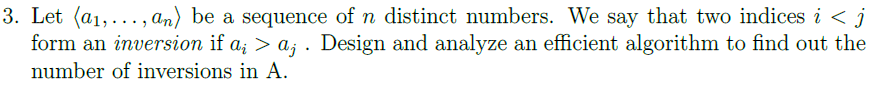 3. Let ⟨a₁, . . . , aₙ⟩ be a sequence of n distinct numbers. We say that two indices i < j
form an inversion if aᵢ > aⱼ . Design and analyze an efficient algorithm to find out the
number of inversions in A.